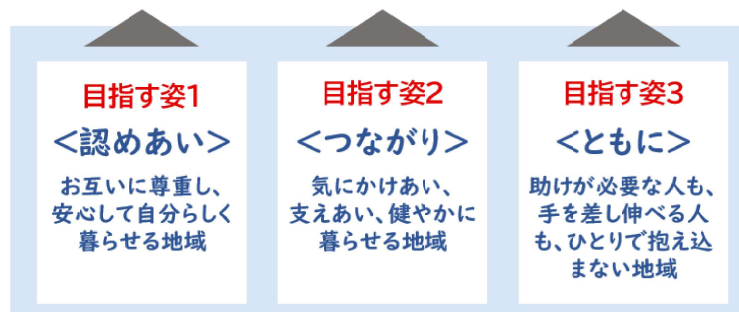 目指す姿1
<認めあい>
お互いに尊重し、
安心して自分らしく
暮らせる地域
目指す姿2
<つながり>
気にかけあい、
支えあい、健やかに
暮らせる地域
目指す姿3
<ともに>
助けが必要な人も、
手を差し伸べる人
も、ひとりで抱え込
まない地域